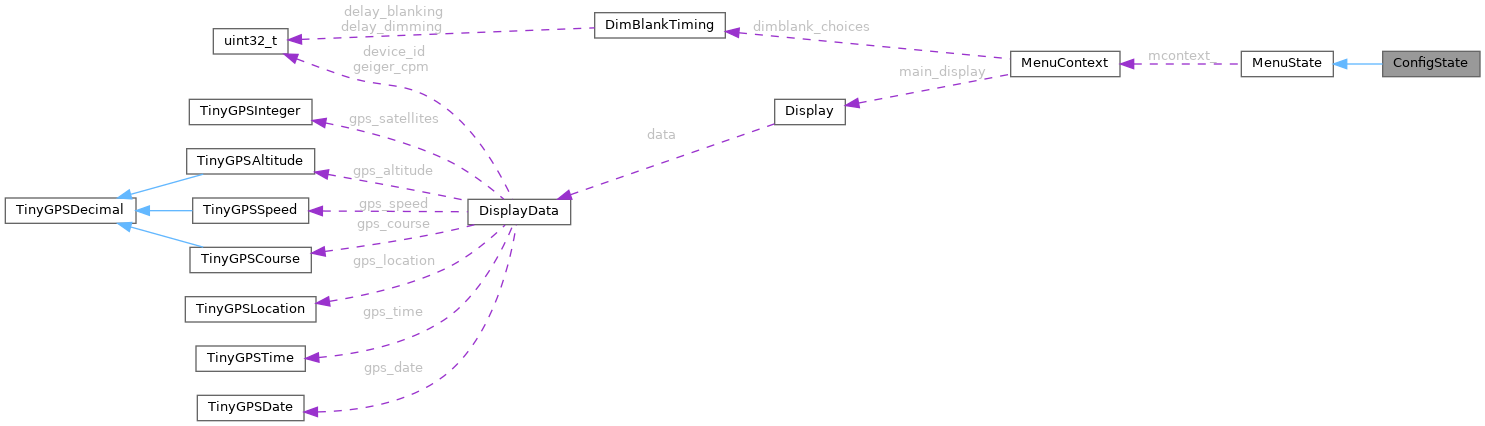 delay_blanking
delay_dimming
DimBlankTiming
dimblank_choices
uint32_t
device_id
geiger_cpm
MenuContext
mcontext_
MenuState
ConfigState
main_display
TinyGPSInteger
gps_satellites
Display
data
TinyGPSAltitude
gps_altitude
TinyGPSDecimal
TinyGPSSpeed
gps_speed
DisplayData
gps_course
TinyGPSCourse
gps_location
TinyGPSLocation
gps_time
TinyGPSTime
gps_date
TinyGPSDate